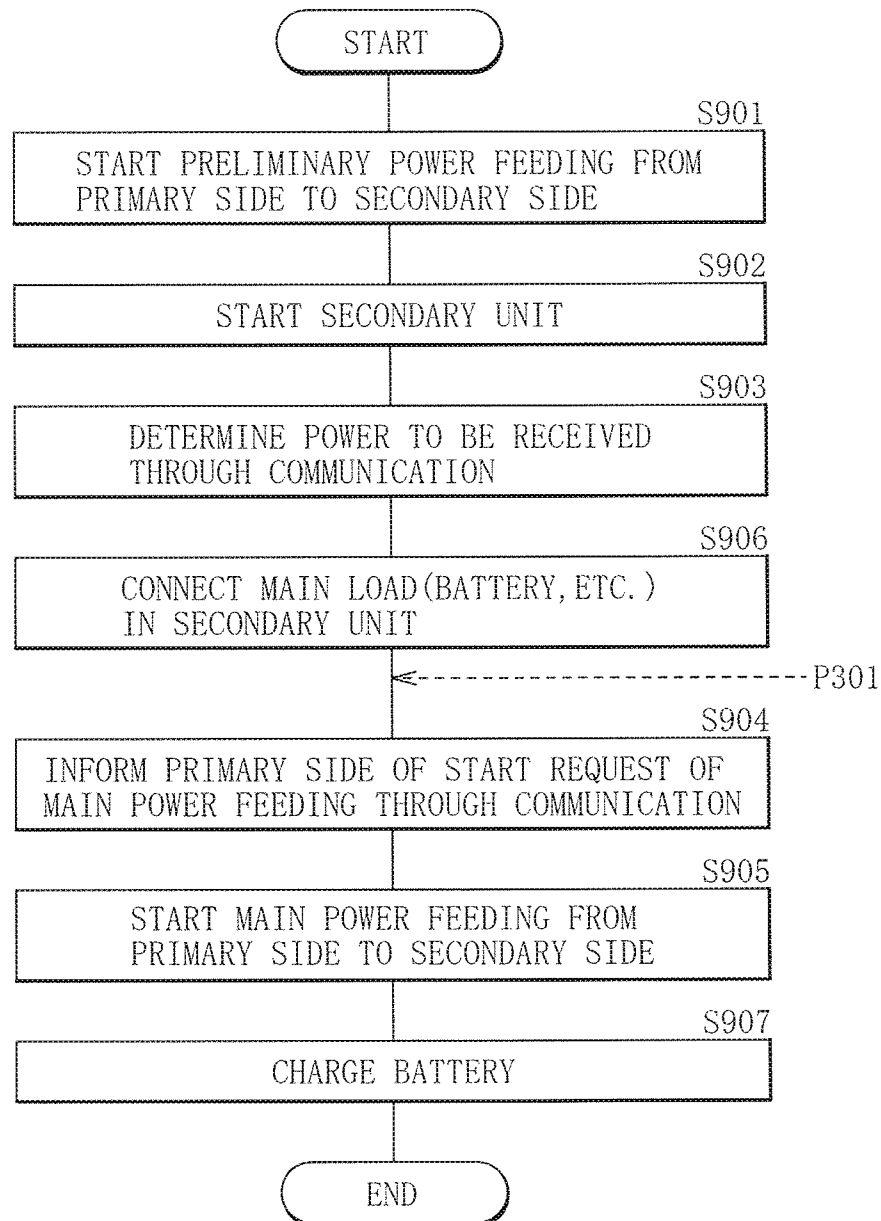 START
S901
START PRELIMINARY POWER FEEDING FROM
PRIMARY SIDE TO SECONDARY SIDE
S902
START SECONDARY UNIT
S903
DETERMINE POWER TO BE RECEIVED
THROUGH COMMUNICATION
S906
CONNECT MAIN LOAD(BATTERY, ETC.)
IN SECONDARY UNIT
P301
S904
INFORM PRIMARY SIDE OF START REQUEST OF
MAIN POWER FEEDING THROUGH COMMUNICATION
S905
START MAIN POWER FEEDING FROM
PRIMARY SIDE TO SECONDARY SIDE
S907
CHARGE BATTERY
END